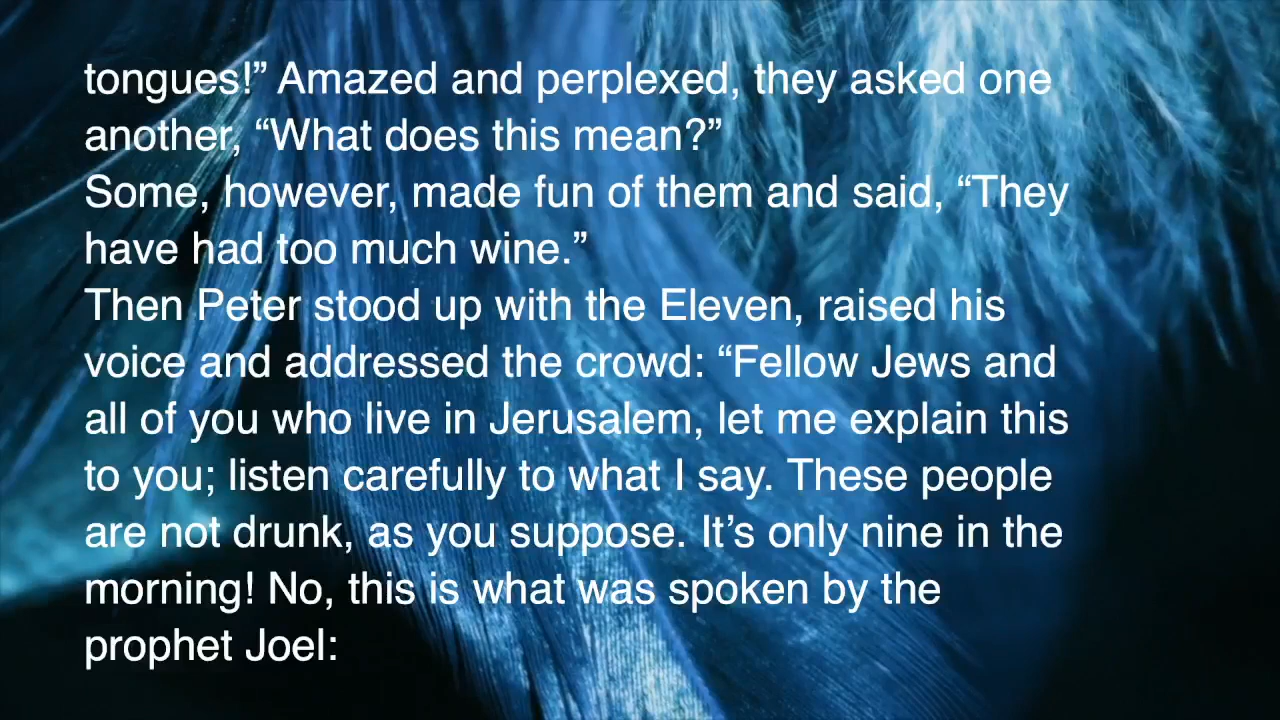 tongues!” Amazed and perplexed, they asked one
another, “What does this mean?”
Some, however, made fun of them and said, “They
have had too much wine.”
Then Peter stood up with the Eleven, raised his
voice and addressed the crowd: “Fellow Jews and
all of you who live in Jerusalem, let me explain this
to you; listen carefully to what I say. These people
are not drunk, as you suppose. It’s only nine in the
morning! No, this is what was spoken by the
prophet Joel: